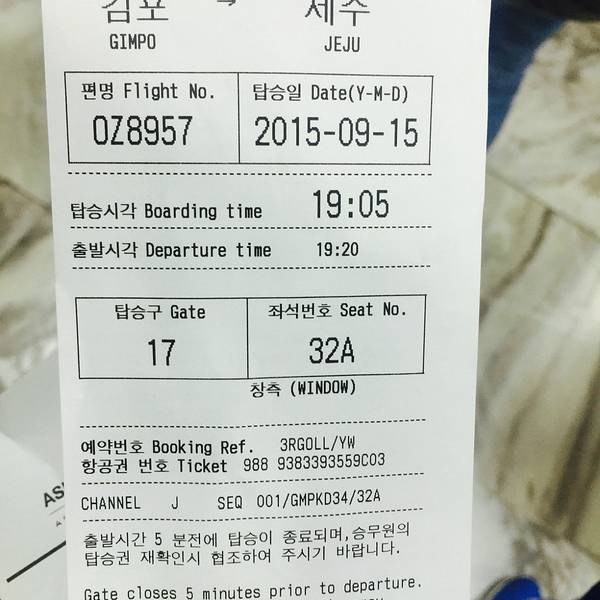 김포 → 제주
GIMPO JEJU
편명 Flight No. 탑승일 Date(Y-M-D)
OZ8957 2015-09-15
탑승시각 Boarding time 19:05
출발시각 Departure time 19:20
탑승구 Gate 좌석번호 Seat No.
17 32A
창측 (WINDOW)
예약번호 Booking Ref. 3RGOLL/YW
항공권 번호 Ticket 988 9383393559C03
CHANNEL J SEQ 001/GMPKD34/32A
출발시간 5 분전에 탑승이 종료되며,승무원의
탑승권 재확인시 협조하여 주시기 바랍니다.
Gate closes 5 minutes prior to departure.